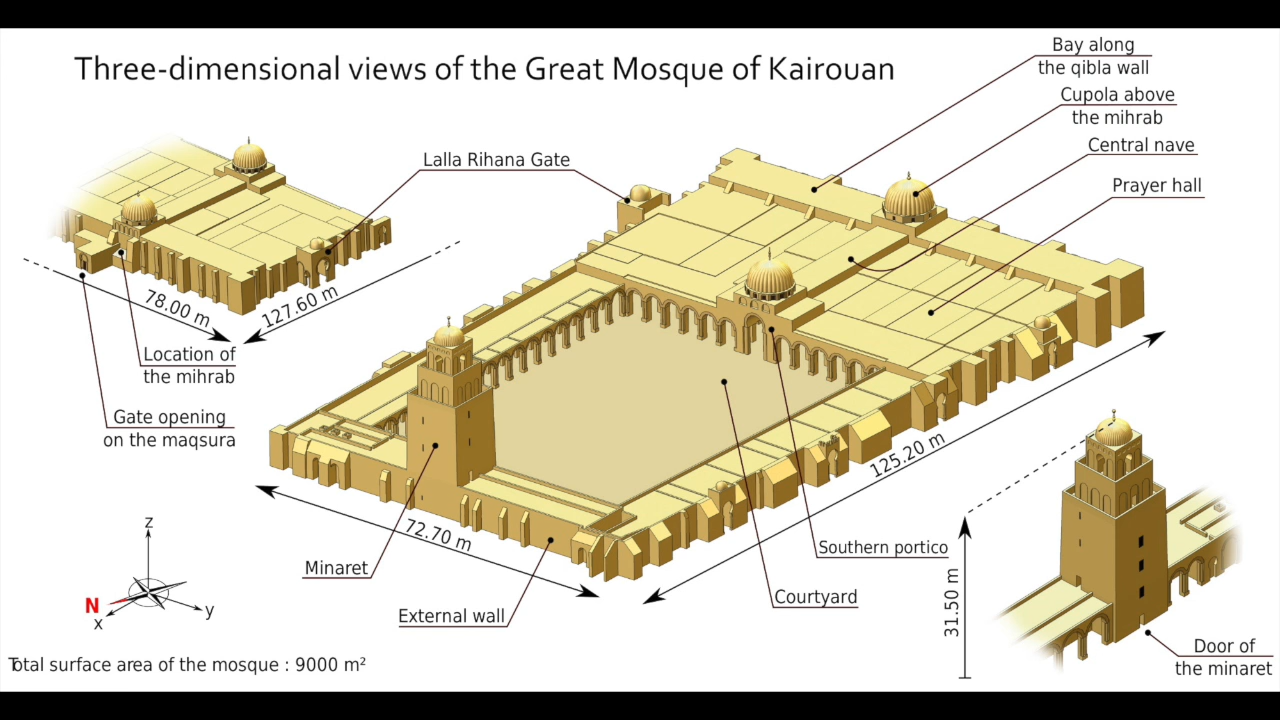 Three-dimensional views of the Great Mosque of Kairouan
Bay along
the qibla wall
Cupola above
the mihrab
Central nave
Prayer hall
Lalla Rihana Gate
78.00 m
127.60 m
Location of
the mihrab
Gate opening
on the maqsura
72.70 m
125.20 m
Minaret
External wall
Southern portico
Courtyard
31.50 m
Door of
the minaret
z
N
x
y
Total surface area of the mosque : 9000 m²